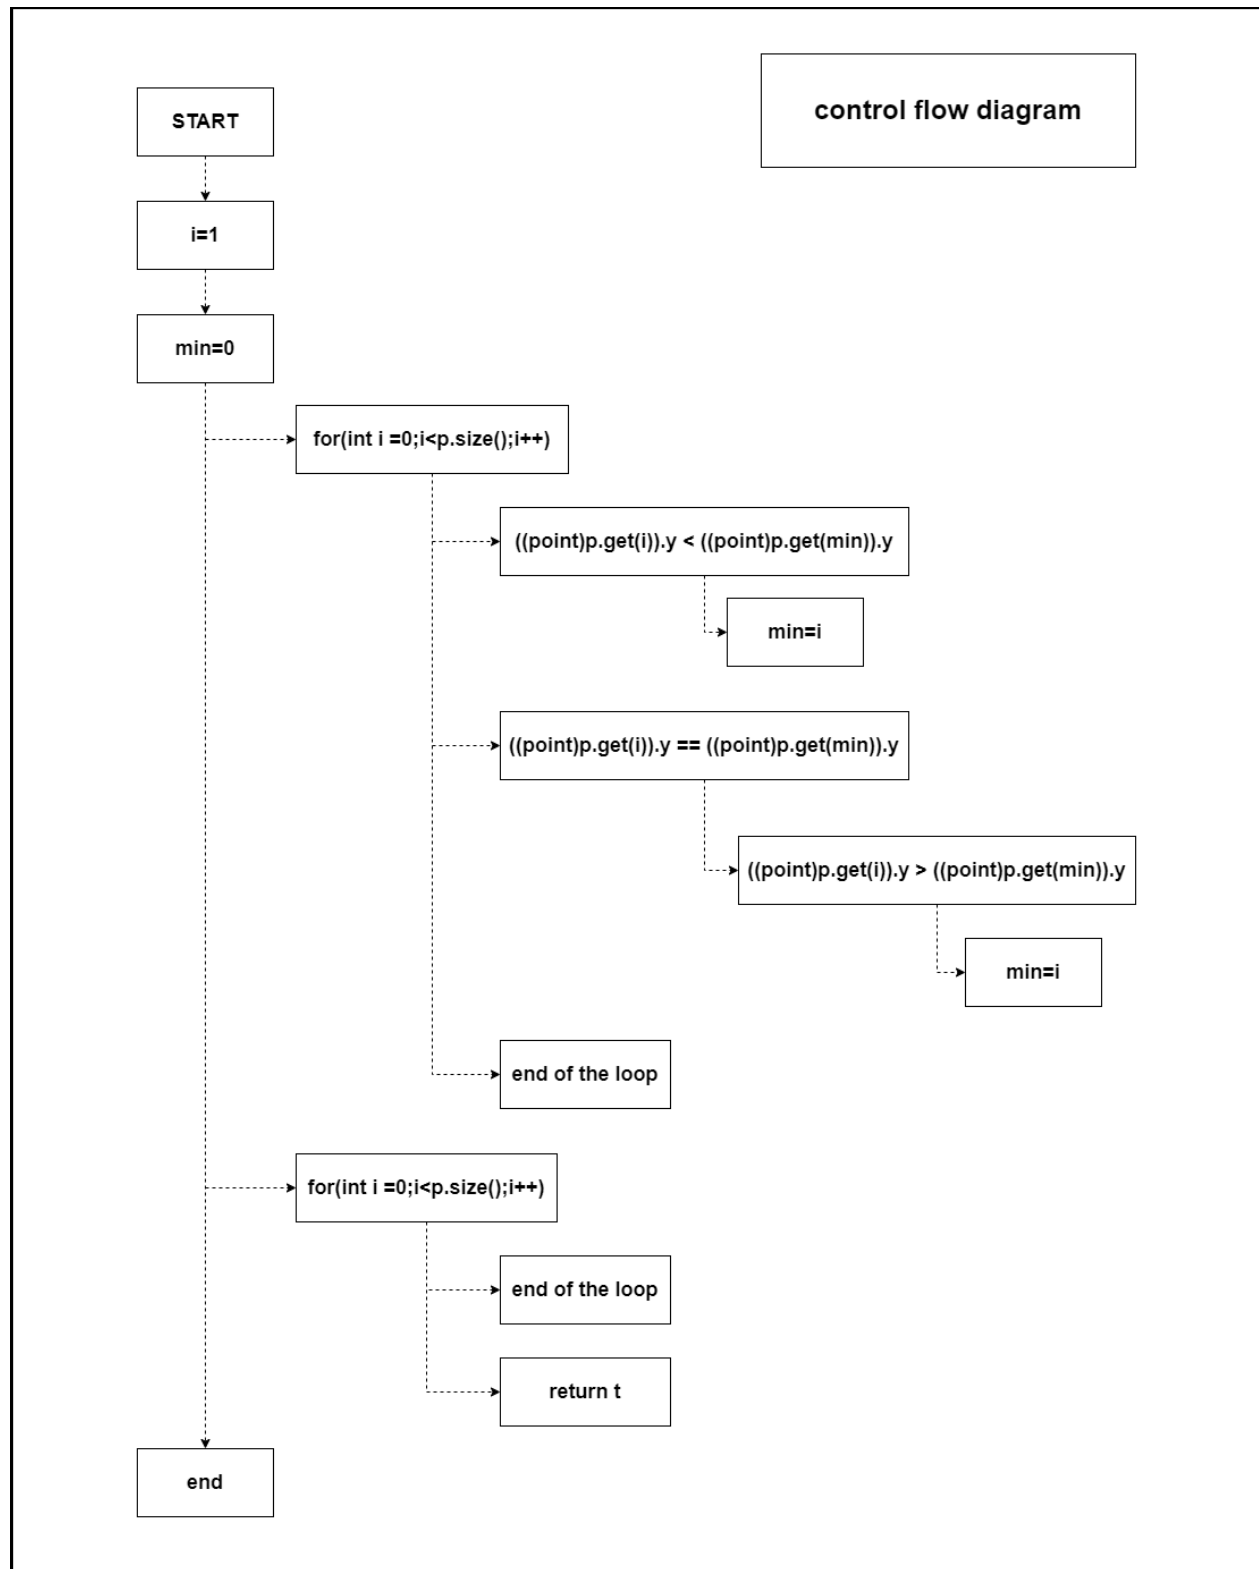 control flow diagram
START
i=1
min=0
for(int i =0;i<p.size();i++)
((point)p.get(i)).y < ((point)p.get(min)).y
min=i
((point)p.get(i)).y == ((point)p.get(min)).y
((point)p.get(i)).y > ((point)p.get(min)).y
min=i
end of the loop
for(int i =0;i<p.size();i++)
end of the loop
return t
end